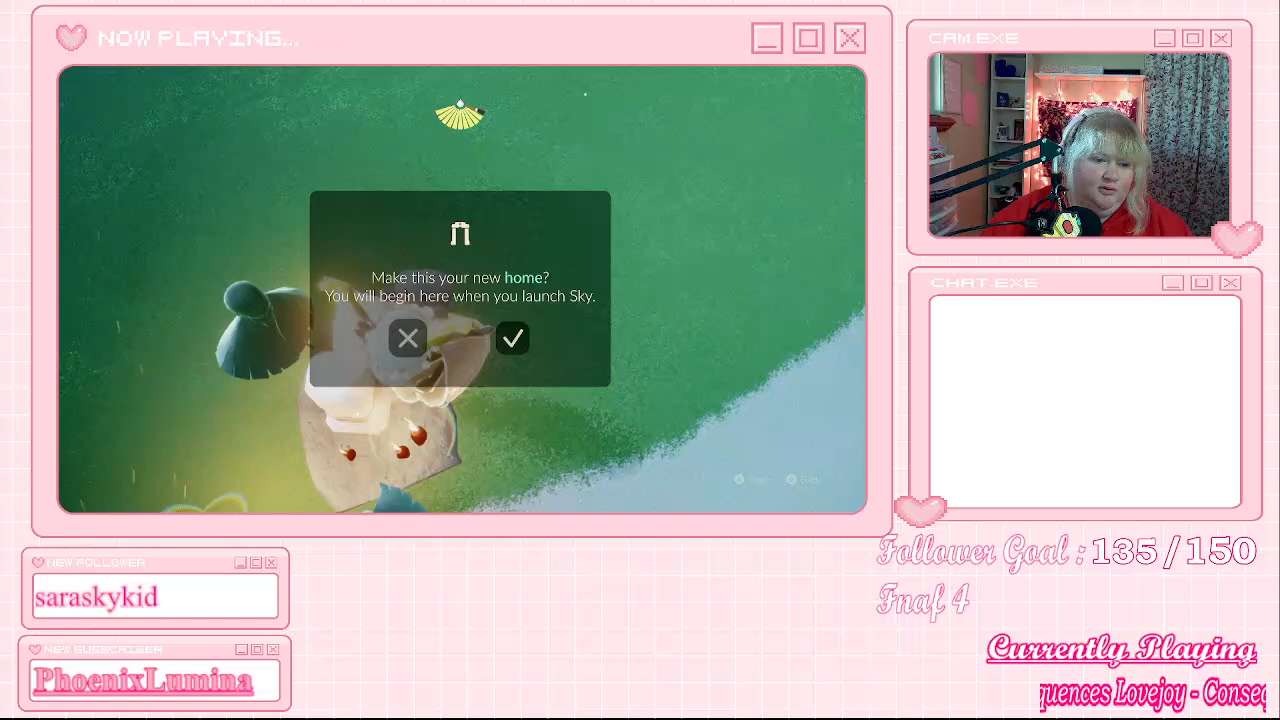 NOW PLAYING...
CAM.EXE
Make this your new home?
You will begin here when you launch Sky.
Back
CHAT.EXE
Follower Goal : 135 / 150
Fnaf 4
NEW FOLLOWER
saraskykid
NEW SUBSCRIBER
PhoenixLumina
Currently Playing
quences Lovejoy - Conseq